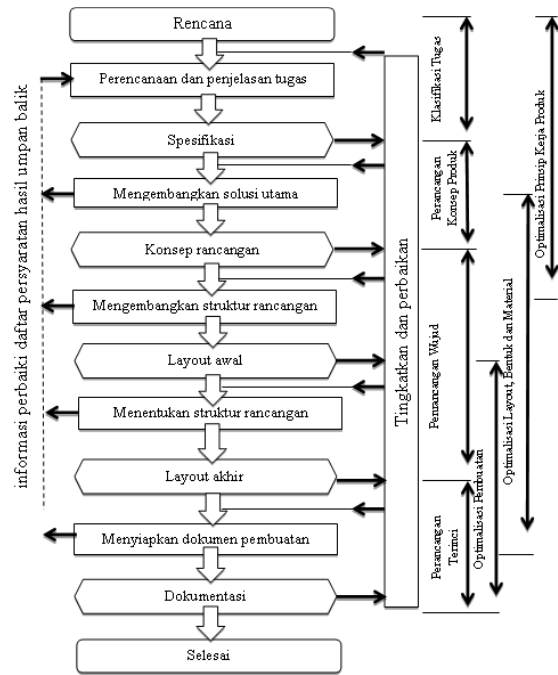 Rencana
Perencanaan dan penjelasan tugas
Spesifikasi
Mengembangkan solusi utama
Konsep rancangan
Mengembangkan struktur rancangan
Layout awal
Menentukan struktur rancangan
Layout akhir
Menyiapkan dokumen pembuatan
Dokumentasi
Selesai
informasi perbaiki daftar persyaratan hasil umpan balik
Tingkatkan dan perbaikan
Klasifikasi Tugas
Perancangan
Konsep Produk
Perancangan Wujud
Perancangan
Terinci
Optimalisasi Pembuatan
Optimalisasi Layout, Bentuk dan Material
Optimalisasi Prinsip Kerja Produk